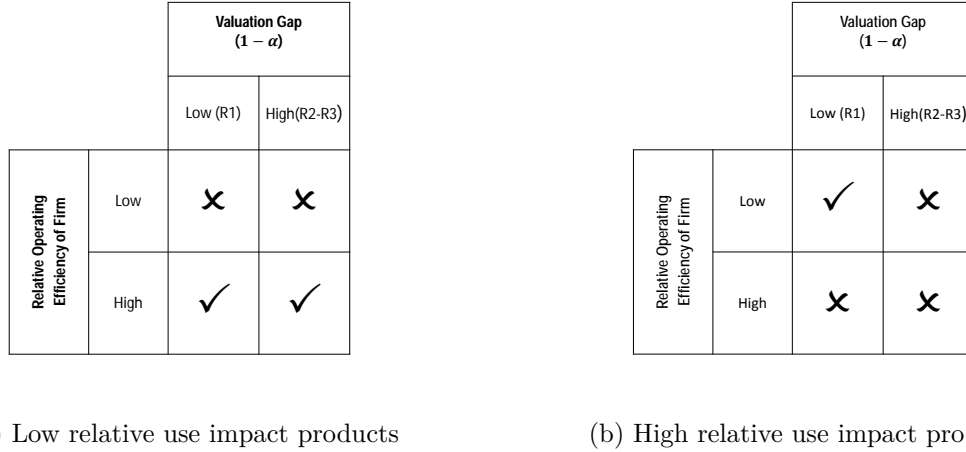 Valuation Gap
(1 − α)
Low (R1) High(R2-R3)
Relative Operating
Efficiency of Firm
Low ✗ ✗
High ✓ ✓
Low relative use impact products
Valuation Gap
(1 − α)
Low (R1) High(R2-R3)
Relative Operating
Efficiency of Firm
Low ✓ ✗
High ✗ ✗
(b) High relative use impact pro